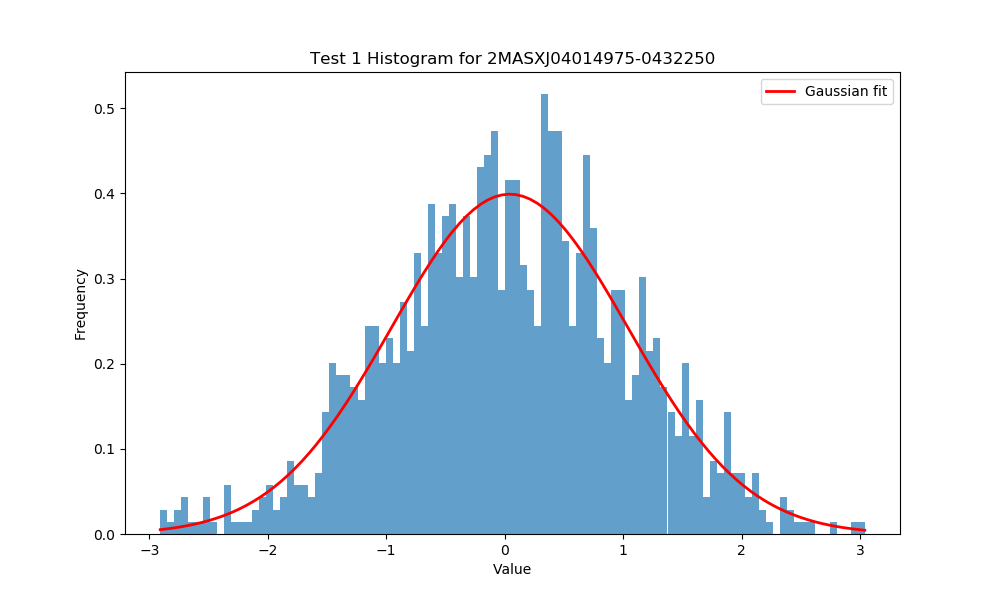 Test 1 Histogram for 2MASXJ04014975-0432250
Gaussian fit
Frequency
0.5
0.4
0.3
0.2
0.1
0.0
−3 −2 −1 0 1 2 3
Value